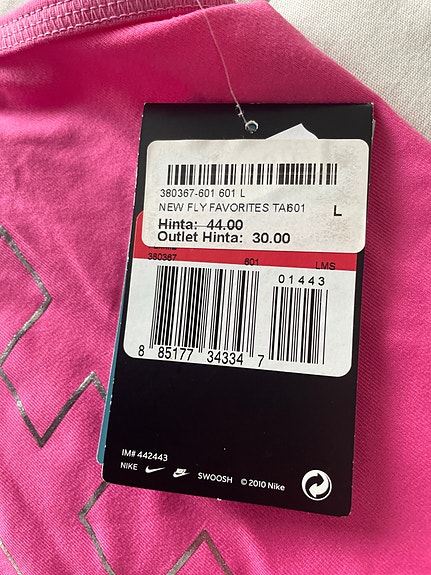 380367-601 601 L
NEW FLY FAVORITES TA601 L
Hinta: 44.00
Outlet Hinta: 30.00
380367 601 LMS
01443
8 85177 34334 7
IM# 442443
NIKE SWOOSH © 2010 Nike